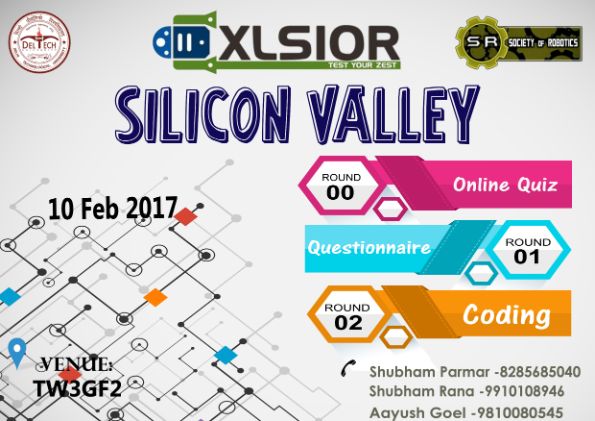 DELTECH
EXLSIOR
TEST YOUR ZEST
SR SOCIETY OF ROBOTICS
SILICON VALLEY
10 Feb 2017
ROUND
00
Online Quiz
Questionnaire
ROUND
01
ROUND
02
Coding
VENUE:
TW3GF2
Shubham Parmar -8285685040
Shubham Rana -9910108946
Aayush Goel -9810080545